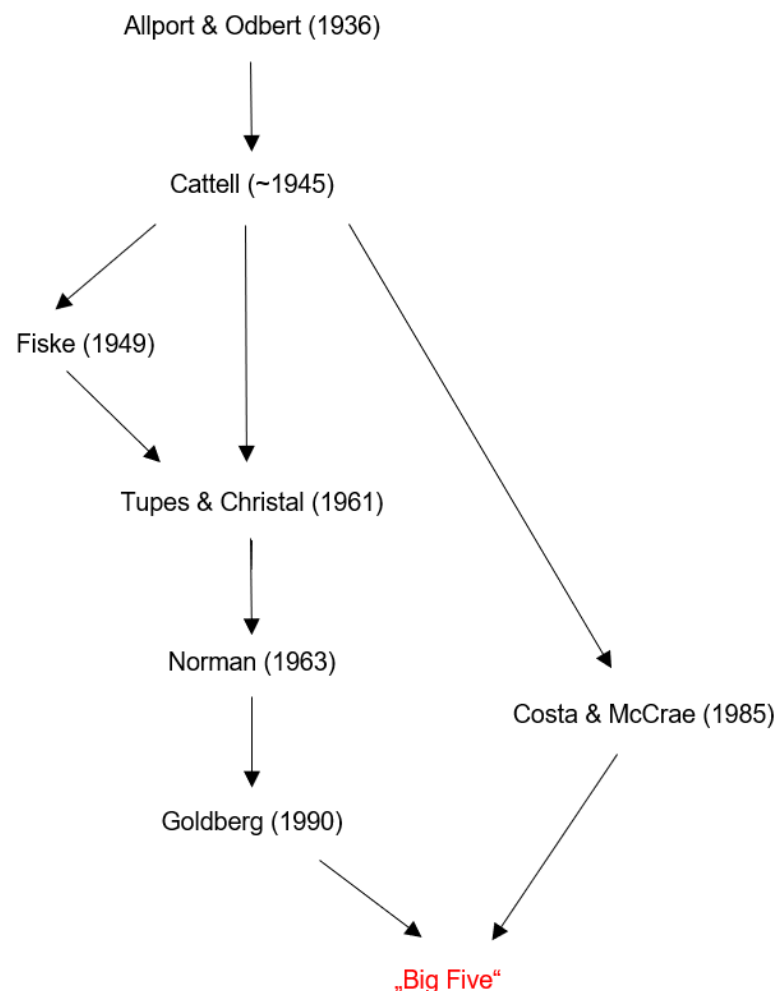 Allport & Odbert (1936)
Cattell (~1945)
Fiske (1949)
Tupes & Christal (1961)
Norman (1963)
Costa & McCrae (1985)
Goldberg (1990)
„Big Five“